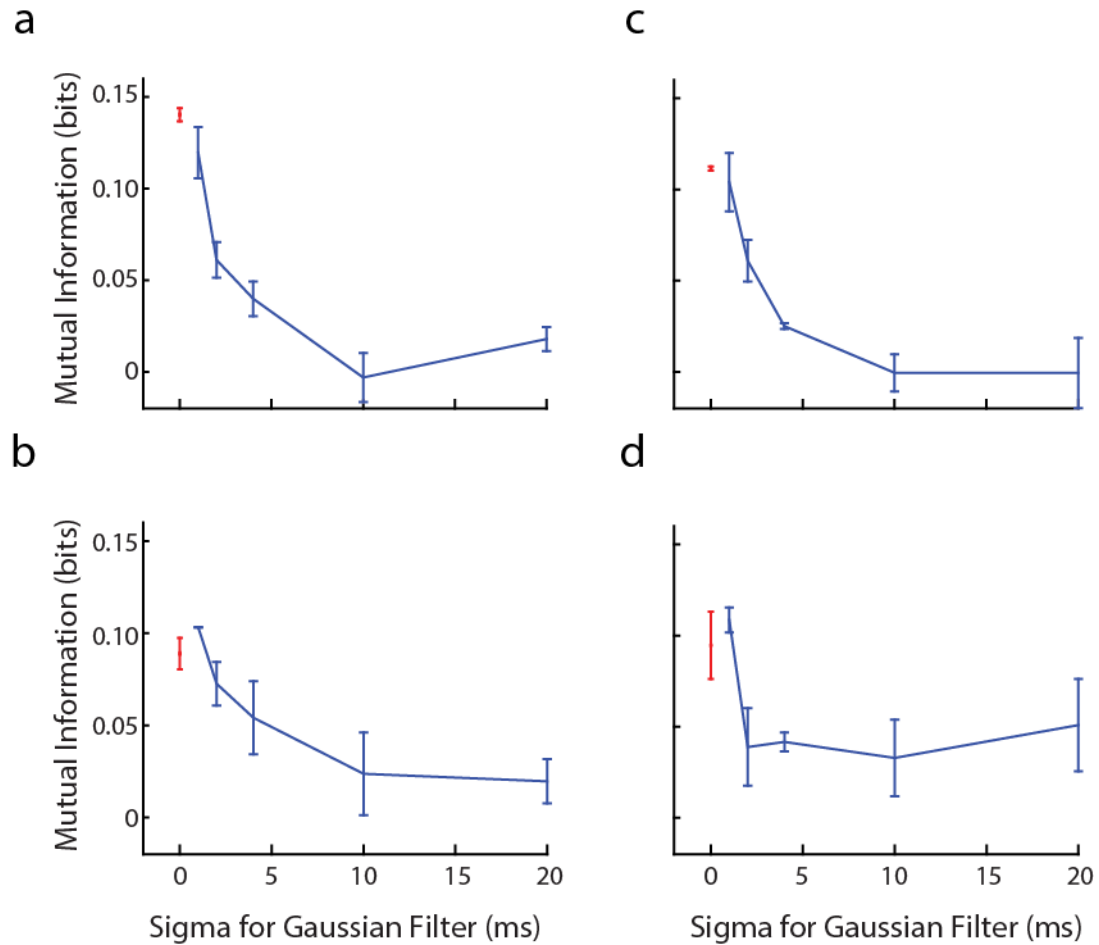 a
Mutual Information (bits)
0.15
0.10
0.05
0
c
b
Mutual Information (bits)
0.15
0.10
0.05
0
0 5 10 15 20
Sigma for Gaussian Filter (ms)
d
0 5 10 15 20
Sigma for Gaussian Filter (ms)